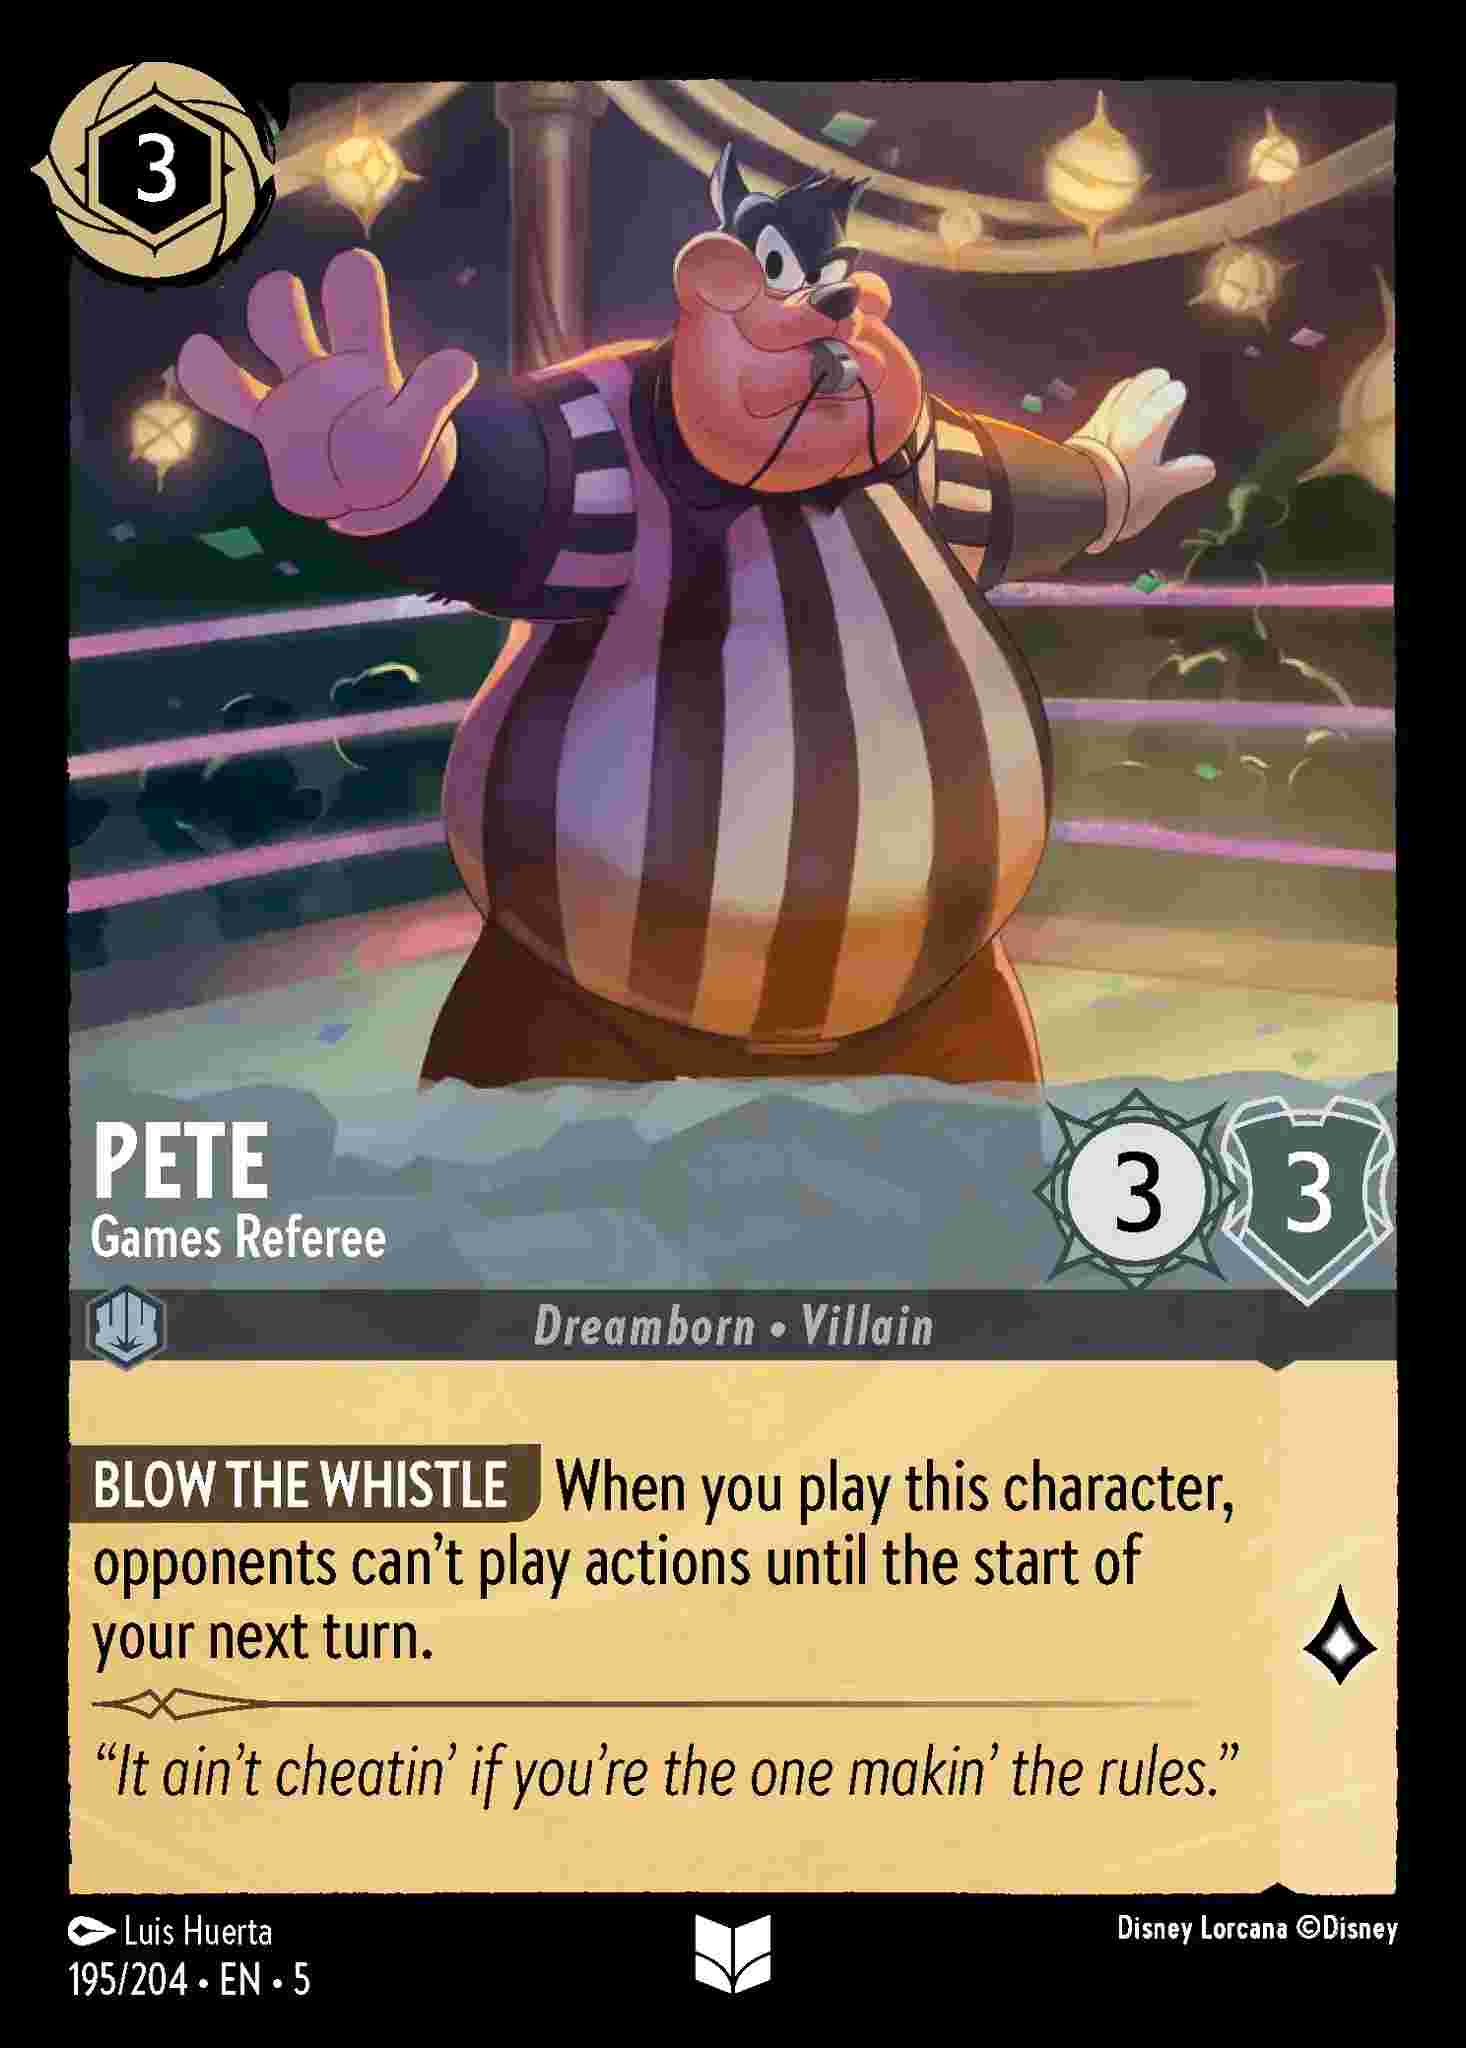 3
PETE
Games Referee
3
3
Dreamborn • Villain
BLOW THE WHISTLE When you play this character,
opponents can’t play actions until the start of
your next turn.
“It ain’t cheatin’ if you’re the one makin’ the rules.”
Luis Huerta
195/204 • EN • 5
Disney Lorcana ©Disney